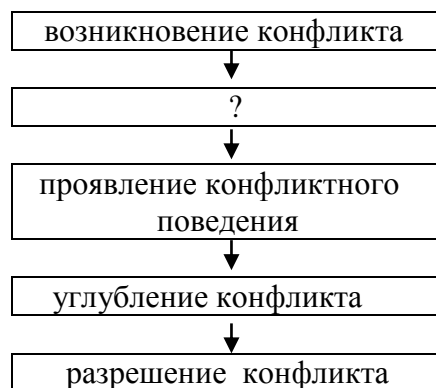 возникновение конфликта
?
проявление конфликтного
поведения
углубление конфликта
разрешение конфликта